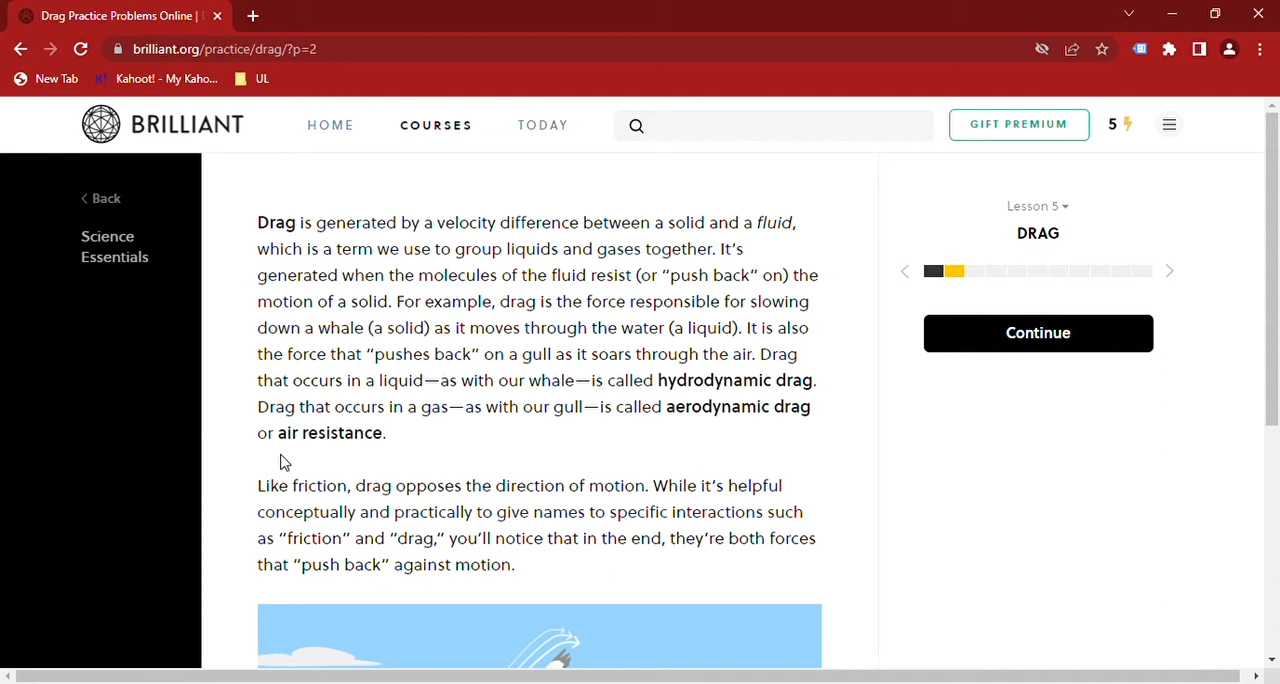 Drag Practice Problems Online |
brilliant.org/practice/drag/?p=2
New Tab Kahoot! - My Kaho... UL
BRILLIANT HOME COURSES TODAY GIFT PREMIUM 5
Back
Science
Essentials
Drag is generated by a velocity difference between a solid and a fluid,
which is a term we use to group liquids and gases together. It's
generated when the molecules of the fluid resist (or “push back” on) the
motion of a solid. For example, drag is the force responsible for slowing
down a whale (a solid) as it moves through the water (a liquid). It is also
the force that “pushes back” on a gull as it soars through the air. Drag
that occurs in a liquid—as with our whale—is called hydrodynamic drag.
Drag that occurs in a gas—as with our gull—is called aerodynamic drag
or air resistance.
Like friction, drag opposes the direction of motion. While it's helpful
conceptually and practically to give names to specific interactions such
as “friction” and “drag,” you'll notice that in the end, they're both forces
that “push back” against motion.
Lesson 5
DRAG
Continue